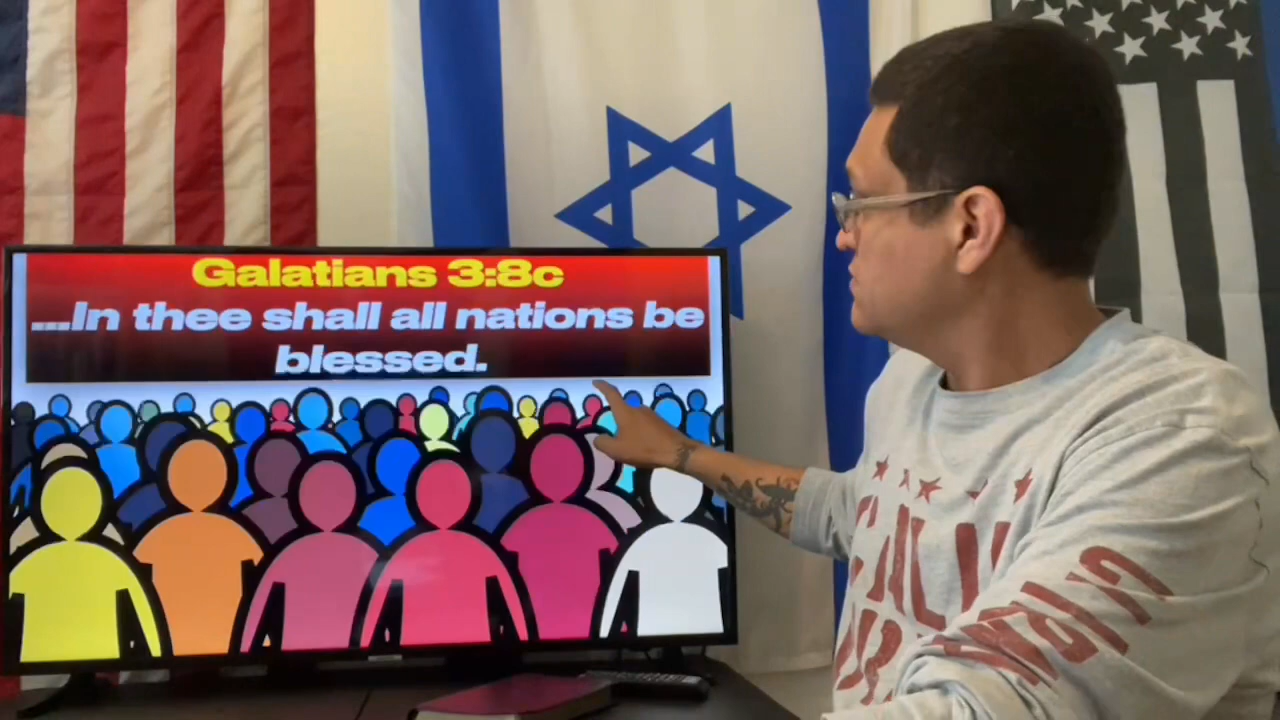 Galatians 3:8c
....In thee shall all nations be
blessed.